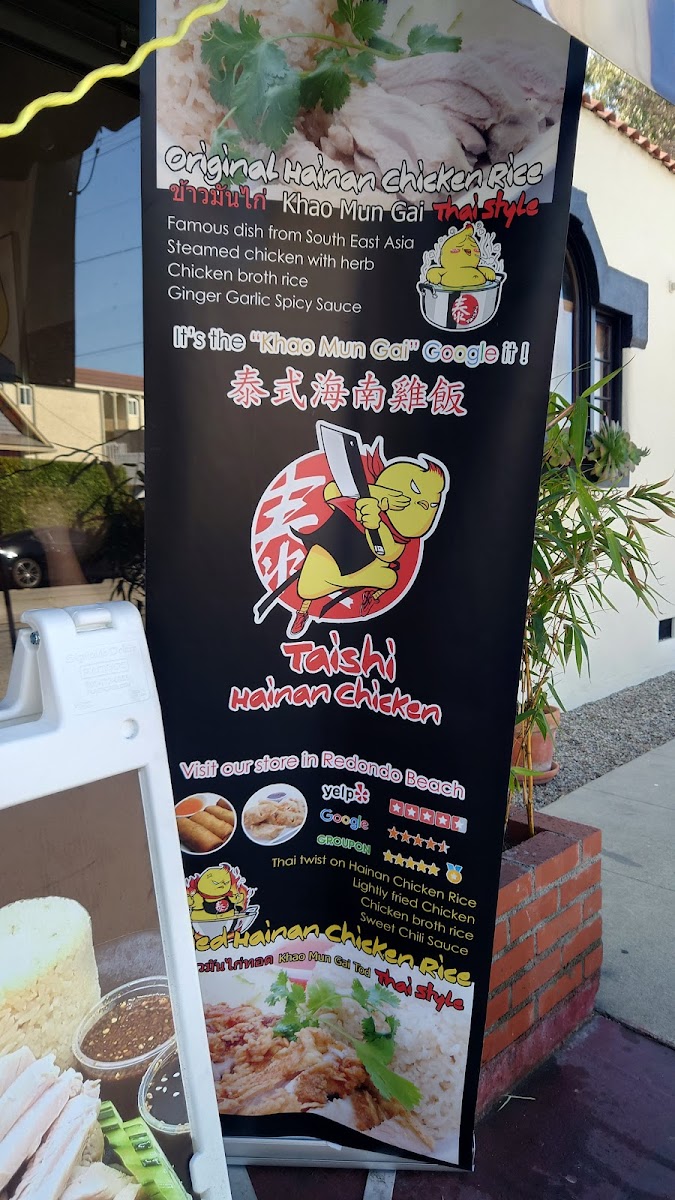 Original Hainan Chicken Rice
ข้าวมันไก่ Khao Mun Gai Thai Style
Famous dish from South East Asia
Steamed chicken with herb
Chicken broth rice
Ginger Garlic Spicy Sauce
泰
It's the "Khao Mun Gai" Google it !
泰式海南雞飯
泰
Taishi
Hainan Chicken
Visit our store in Redondo Beach
yelp
Google
GROUPON
Thai twist on Hainan Chicken Rice
Lightly fried Chicken
Chicken broth rice
Sweet Chili Sauce
Hainan Chicken Rice
Khao Mun Gai Tod Thai Style